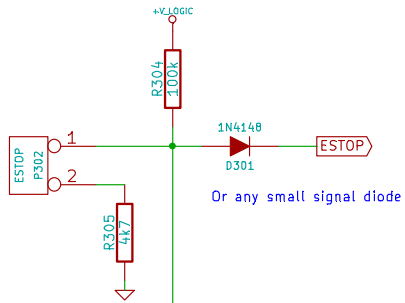 +V_LOGIC
R304
100k
1N4148
D301
ESTOP
ESTOP
P302
1
2
Or any small signal diode
R305
4k7